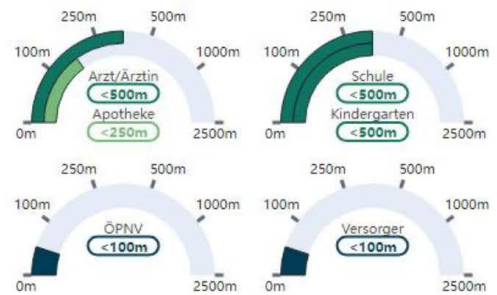 250m 500m
100m 1000m
Arzt/Ärztin
<500m
Apotheke
<250m
0m 2500m
250m 500m
100m 1000m
Schule
<500m
Kindergarten
<500m
0m 2500m
250m 500m
100m 1000m
ÖPNV
<100m
0m 2500m
250m 500m
100m 1000m
Versorger
<100m
0m 2500m